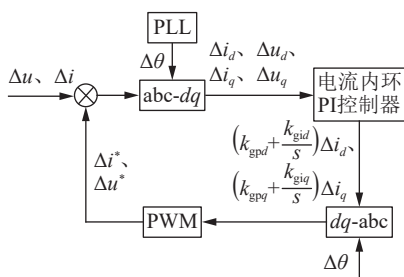 PLL
Δu、Δi
Δθ
abc-dq
Δi_d、Δu_d、
Δi_q、Δu_q
电流内环
PI控制器
(k_gpd+k_gid/s)Δi_d、
(k_gpq+k_giq/s)Δi_q
Δi*、
Δu*
PWM
dq-abc
Δθ